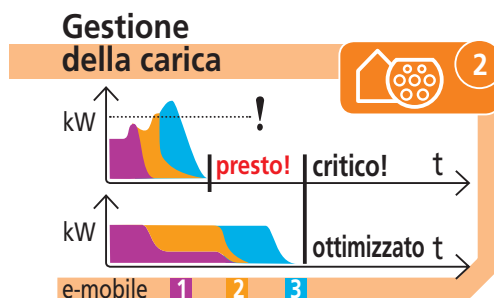 Gestione
della carica
2
kW
!
presto! critico! t
kW
ottimizzato t
e-mobile 1 2 3